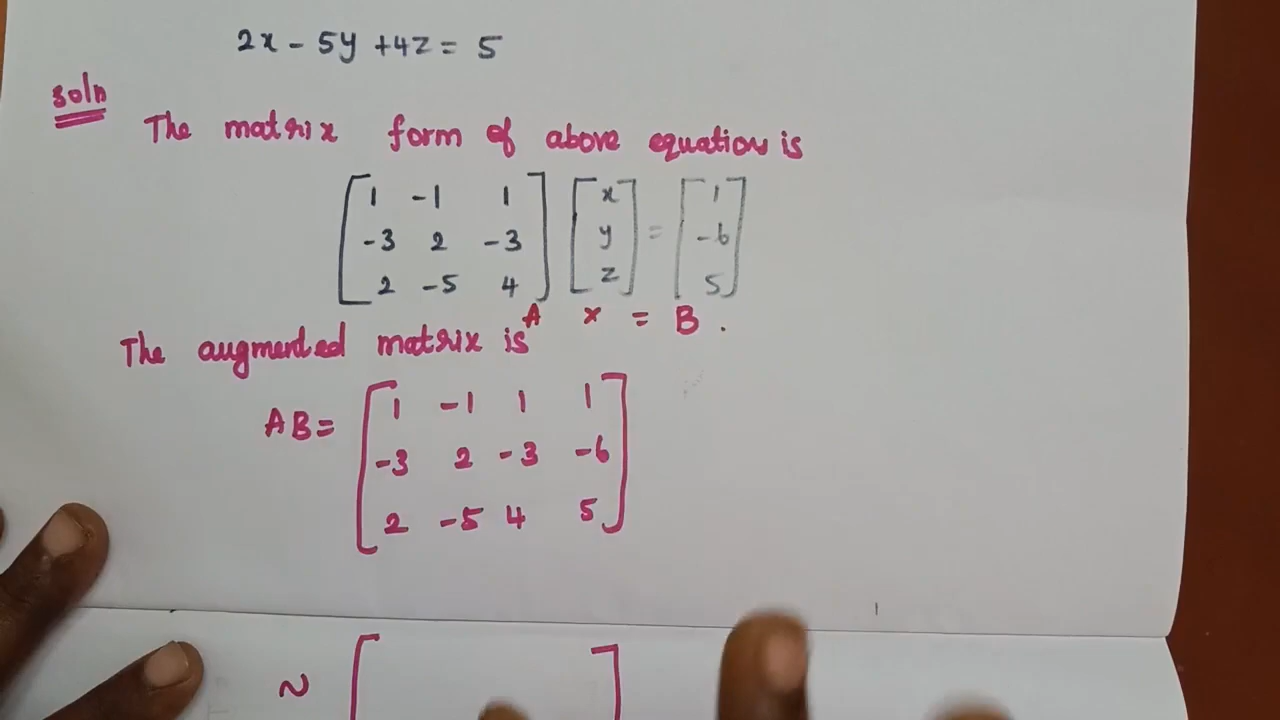 2x - 5y + 4z = 5
soln
The matrix form of above equation is
[ 1 -1 1 ] [ x ] [ 1 ]
[ -3 2 -3 ] [ y ] = [ -6 ]
[ 2 -5 4 ] [ z ] [ 5 ]
A x = B .
The augmented matrix is
[ 1 -1 1 1 ]
AB = [ -3 2 -3 -6 ]
[ 2 -5 4 5 ]
~ [ ]